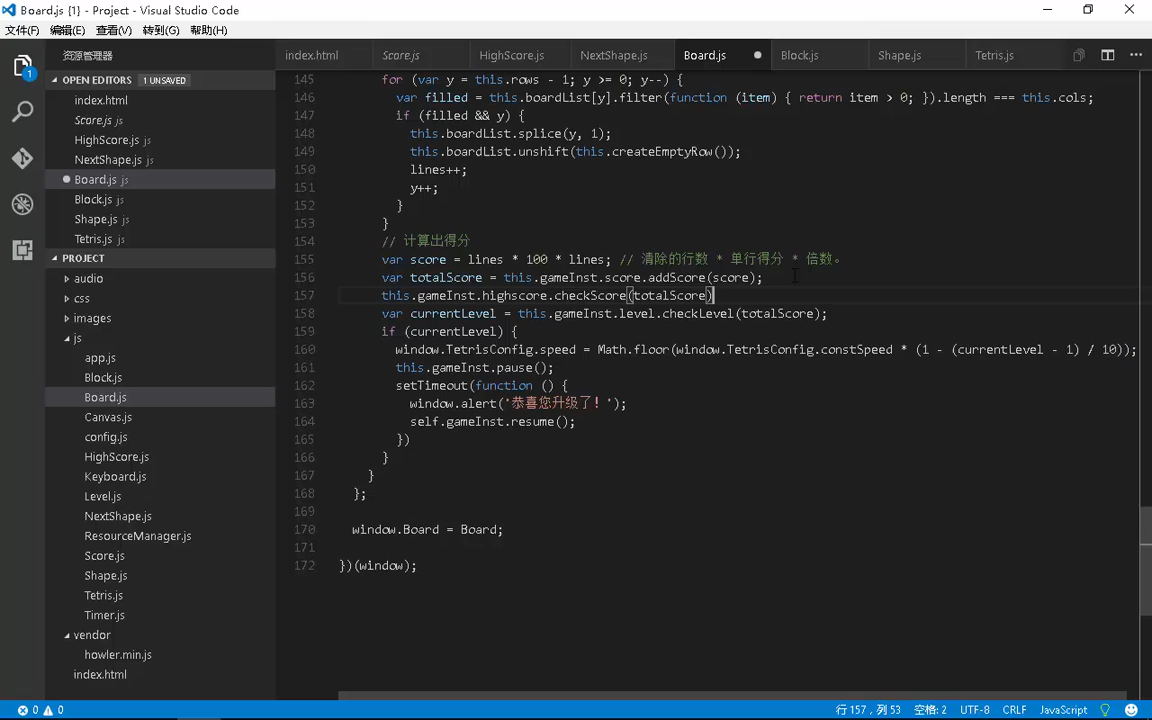 Board.js {1} - Project - Visual Studio Code
文件(F) 编辑(E) 查看(V) 转到(G) 帮助(H)
资源管理器
index.html Score.js HighScore.js NextShape.js Board.js Block.js Shape.js Tetris.js
OPEN EDITORS 1 UNSAVED
index.html
Score.js js
HighScore.js js
NextShape.js js
Board.js js
Block.js js
Shape.js js
Tetris.js js
PROJECT
audio
css
images
js
app.js
Block.js
Board.js
Canvas.js
config.js
HighScore.js
Keyboard.js
Level.js
NextShape.js
ResourceManager.js
Score.js
Shape.js
Tetris.js
Timer.js
vendor
howler.min.js
index.html
1
145 for (var y = this.rows - 1; y >= 0; y--) {
146 var filled = this.boardList[y].filter(function (item) { return item > 0; }).length === this.cols;
147 if (filled && y) {
148 this.boardList.splice(y, 1);
149 this.boardList.unshift(this.createEmptyRow());
150 lines++;
151 y++;
152 }
153 }
154 // 计算出得分
155 var score = lines * 100 * lines; // 清除的行数 * 单行得分 * 倍数。
156 var totalScore = this.gameInst.score.addScore(score);
157 this.gameInst.highscore.checkScore(totalScore)
158 var currentLevel = this.gameInst.level.checkLevel(totalScore);
159 if (currentLevel) {
160 window.TetrisConfig.speed = Math.floor(window.TetrisConfig.constSpeed * (1 - (currentLevel - 1) / 10));
161 this.gameInst.pause();
162 setTimeout(function () {
163 window.alert('恭喜您升级了！');
164 self.gameInst.resume();
165 })
166 }
167 }
168 };
169
170 window.Board = Board;
171
172 })(window);
0 0 行 157，列 53 空格: 2 UTF-8 CRLF JavaScript